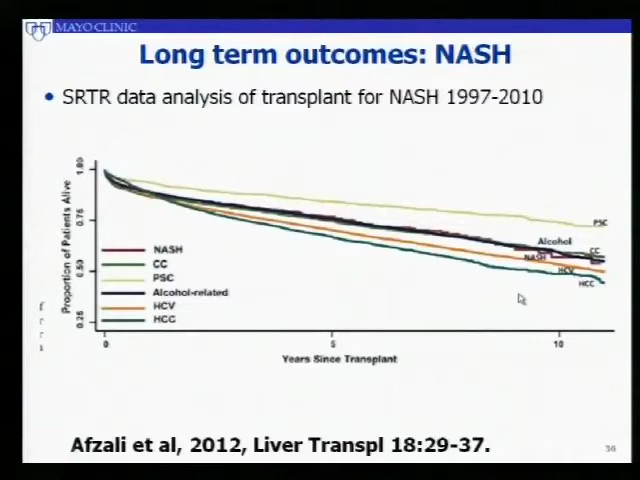 MAYO CLINIC
Long term outcomes: NASH
• SRTR data analysis of transplant for NASH 1997-2010
Proportion of Patients Alive
1.00
0.75
0.50
0.25
NASH
CC
PSC
Alcohol-related
HCV
HCC
PSC
Alcohol
CC
NASH
HCV
HCC
0
5
10
Years Since Transplant
Afzali et al, 2012, Liver Transpl 18:29-37.
36